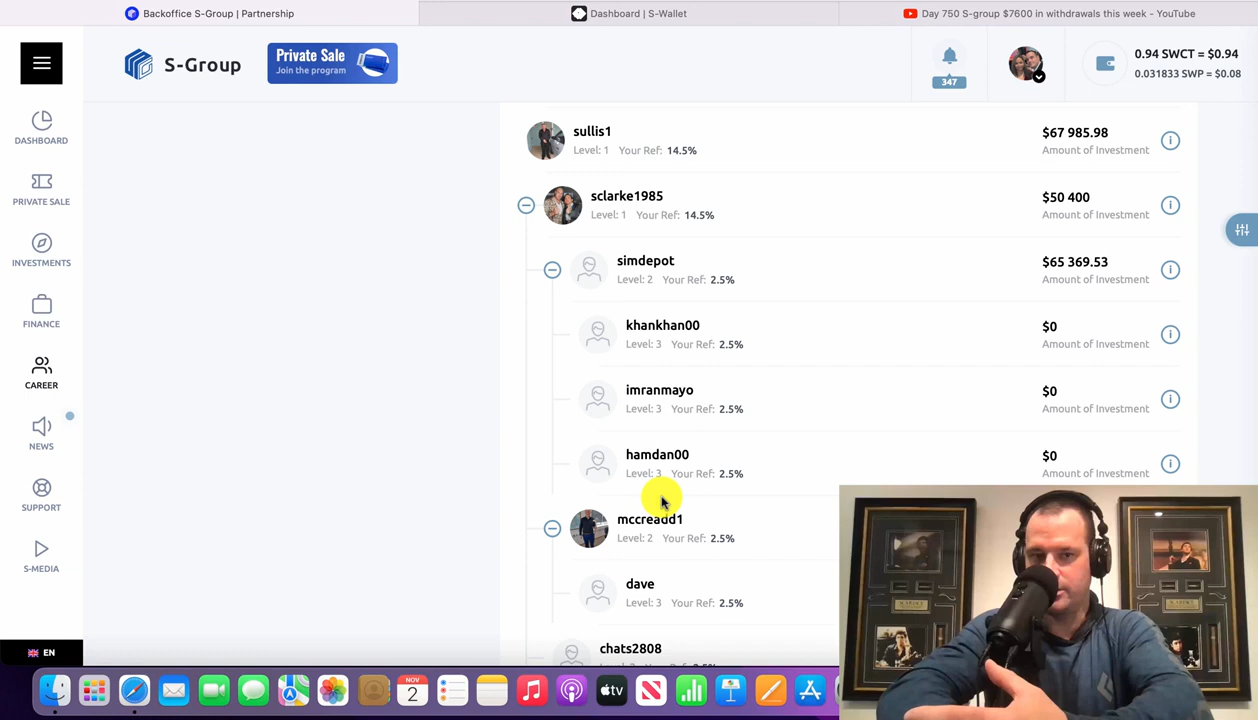 Backoffice S-Group | Partnership
Dashboard | S-Wallet
Day 750 S-group $7600 in withdrawals this week - YouTube
S-Group
Private Sale
Join the program
347
0.94 SWCT = $0.94
0.031833 SWP = $0.08
DASHBOARD
PRIVATE SALE
INVESTMENTS
FINANCE
CAREER
NEWS
SUPPORT
S-MEDIA
EN
sullis1
Level: 1 Your Ref: 14.5%
$67 985.98
Amount of Investment
sclarke1985
Level: 1 Your Ref: 14.5%
$50 400
Amount of Investment
simdepot
Level: 2 Your Ref: 2.5%
$65 369.53
Amount of Investment
khankhan00
Level: 3 Your Ref: 2.5%
$0
Amount of Investment
imranmayo
Level: 3 Your Ref: 2.5%
$0
Amount of Investment
hamdan00
Level: 3 Your Ref: 2.5%
$0
Amount of Investment
mccreadd1
Level: 2 Your Ref: 2.5%
dave
Level: 3 Your Ref: 2.5%
chats2808
NOV
2
tv